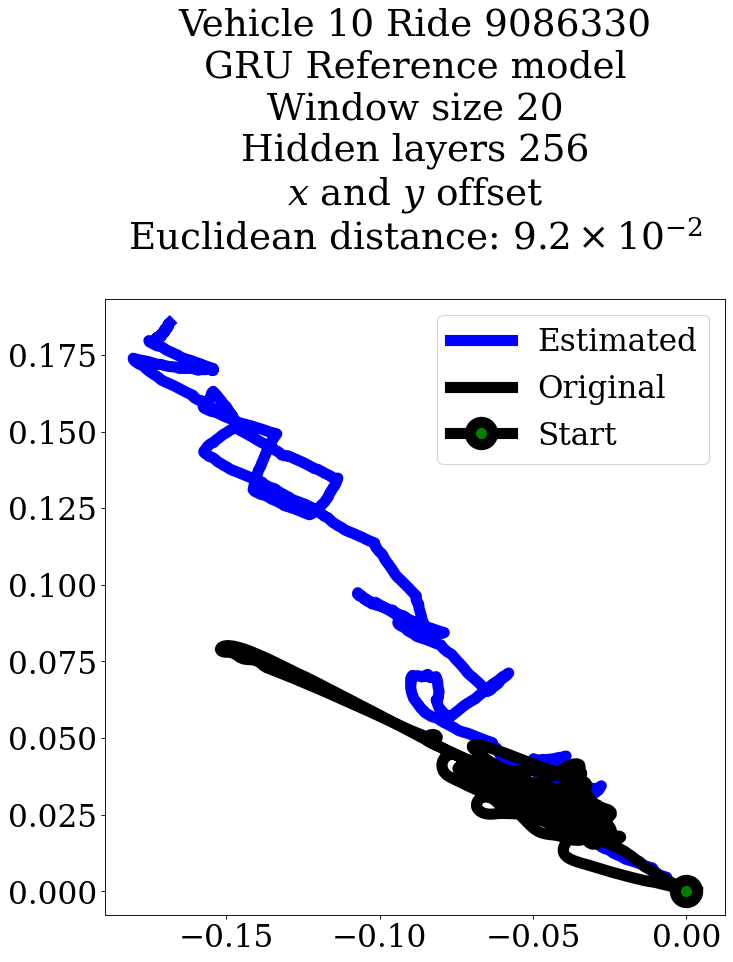 Vehicle 10 Ride 9086330
GRU Reference model
Window size 20
Hidden layers 256
x and y offset
Euclidean distance: 9.2 × 10⁻²
Estimated
Original
Start
0.175
0.150
0.125
0.100
0.075
0.050
0.025
0.000
−0.15 −0.10 −0.05 0.00